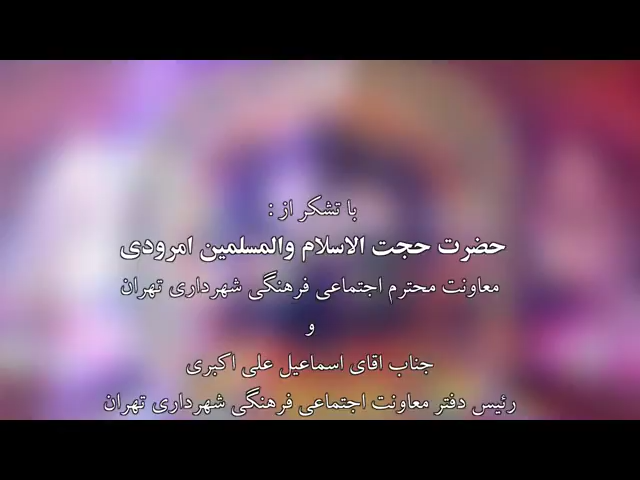 با تشکر از :
حضرت حجت الاسلام والمسلمین امرودی
معاونت محترم اجتماعی فرهنگی شهرداری تهران
و
جناب اقای اسماعیل علی اکبری
رئیس دفتر معاونت اجتماعی فرهنگی شهرداری تهران